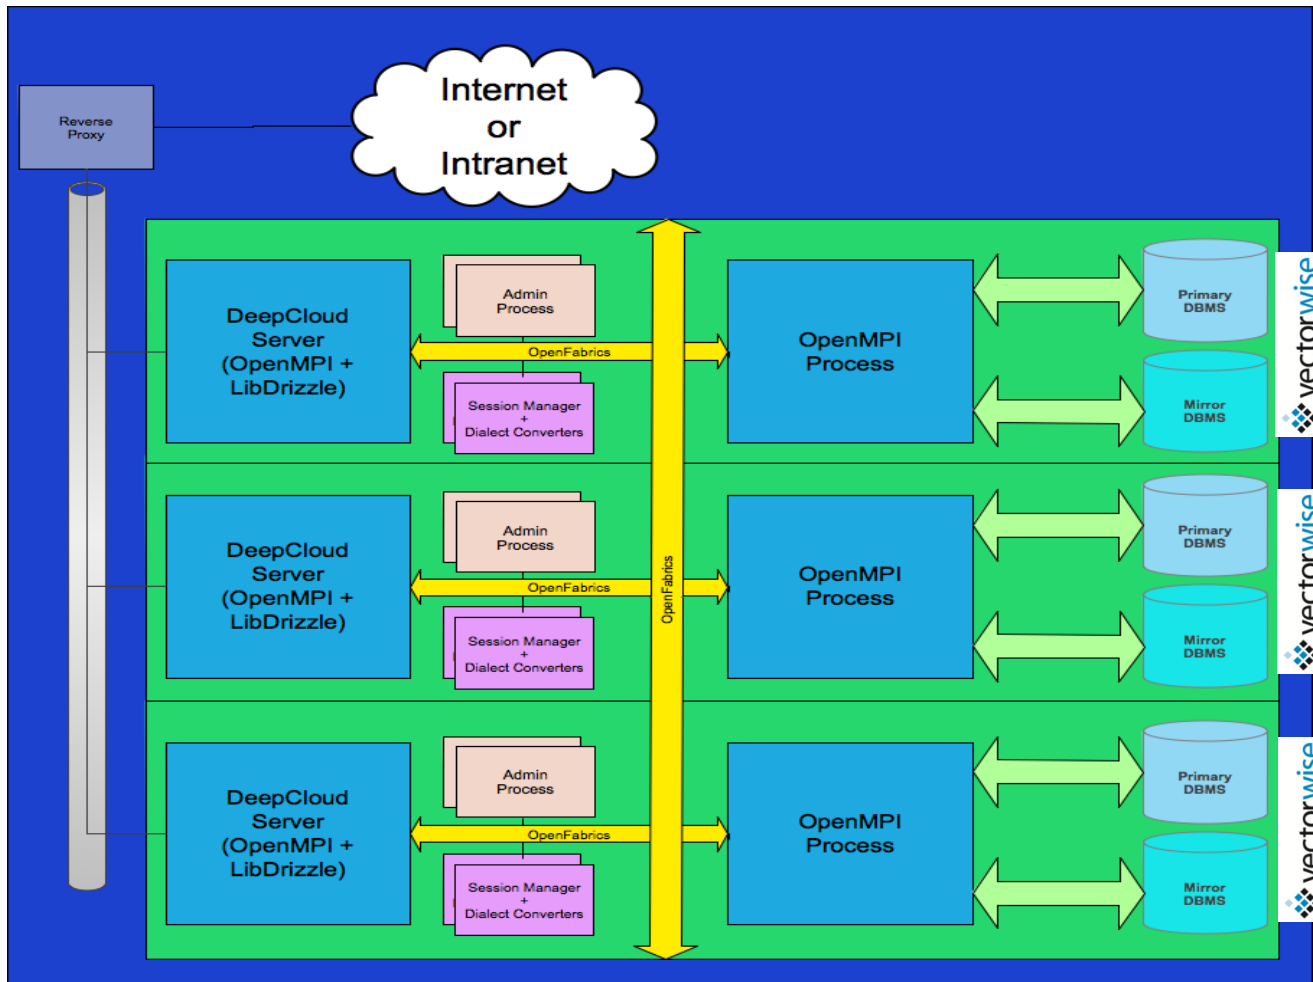 Internet
or
Intranet
Reverse
Proxy
DeepCloud
Server
(OpenMPI +
LibDrizzle)
Admin
Process
OpenFabrics
Session Manager
+
Dialect Converters
OpenMPI
Process
Primary
DBMS
Mirror
DBMS
vectorwise
DeepCloud
Server
(OpenMPI +
LibDrizzle)
Admin
Process
OpenFabrics
Session Manager
+
Dialect Converters
OpenFabrics
OpenMPI
Process
Primary
DBMS
Mirror
DBMS
vectorwise
DeepCloud
Server
(OpenMPI +
LibDrizzle)
Admin
Process
OpenFabrics
Session Manager
+
Dialect Converters
OpenMPI
Process
Primary
DBMS
Mirror
DBMS
vectorwise